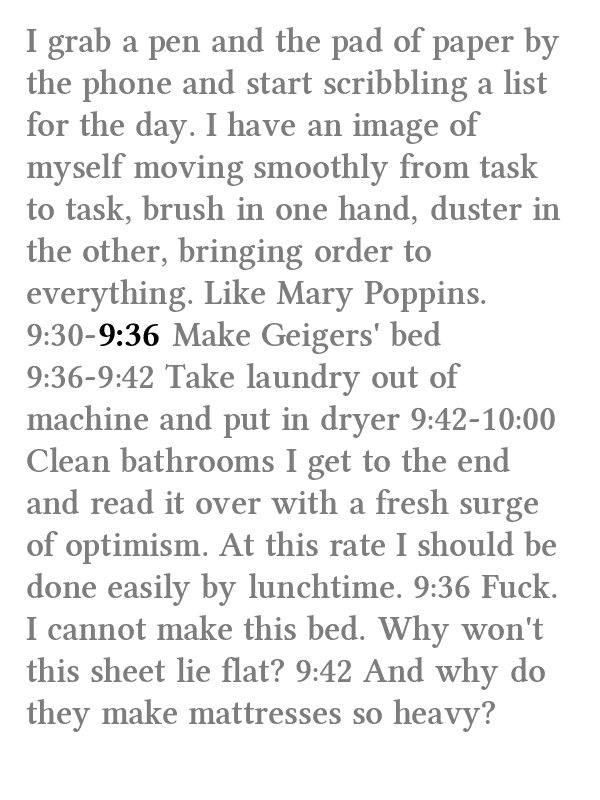 I grab a pen and the pad of paper by
the phone and start scribbling a list
for the day. I have an image of
myself moving smoothly from task
to task, brush in one hand, duster in
the other, bringing order to
everything. Like Mary Poppins.
9:30-9:36 Make Geigers' bed
9:36-9:42 Take laundry out of
machine and put in dryer 9:42-10:00
Clean bathrooms I get to the end
and read it over with a fresh surge
of optimism. At this rate I should be
done easily by lunchtime. 9:36 Fuck.
I cannot make this bed. Why won't
this sheet lie flat? 9:42 And why do
they make mattresses so heavy?